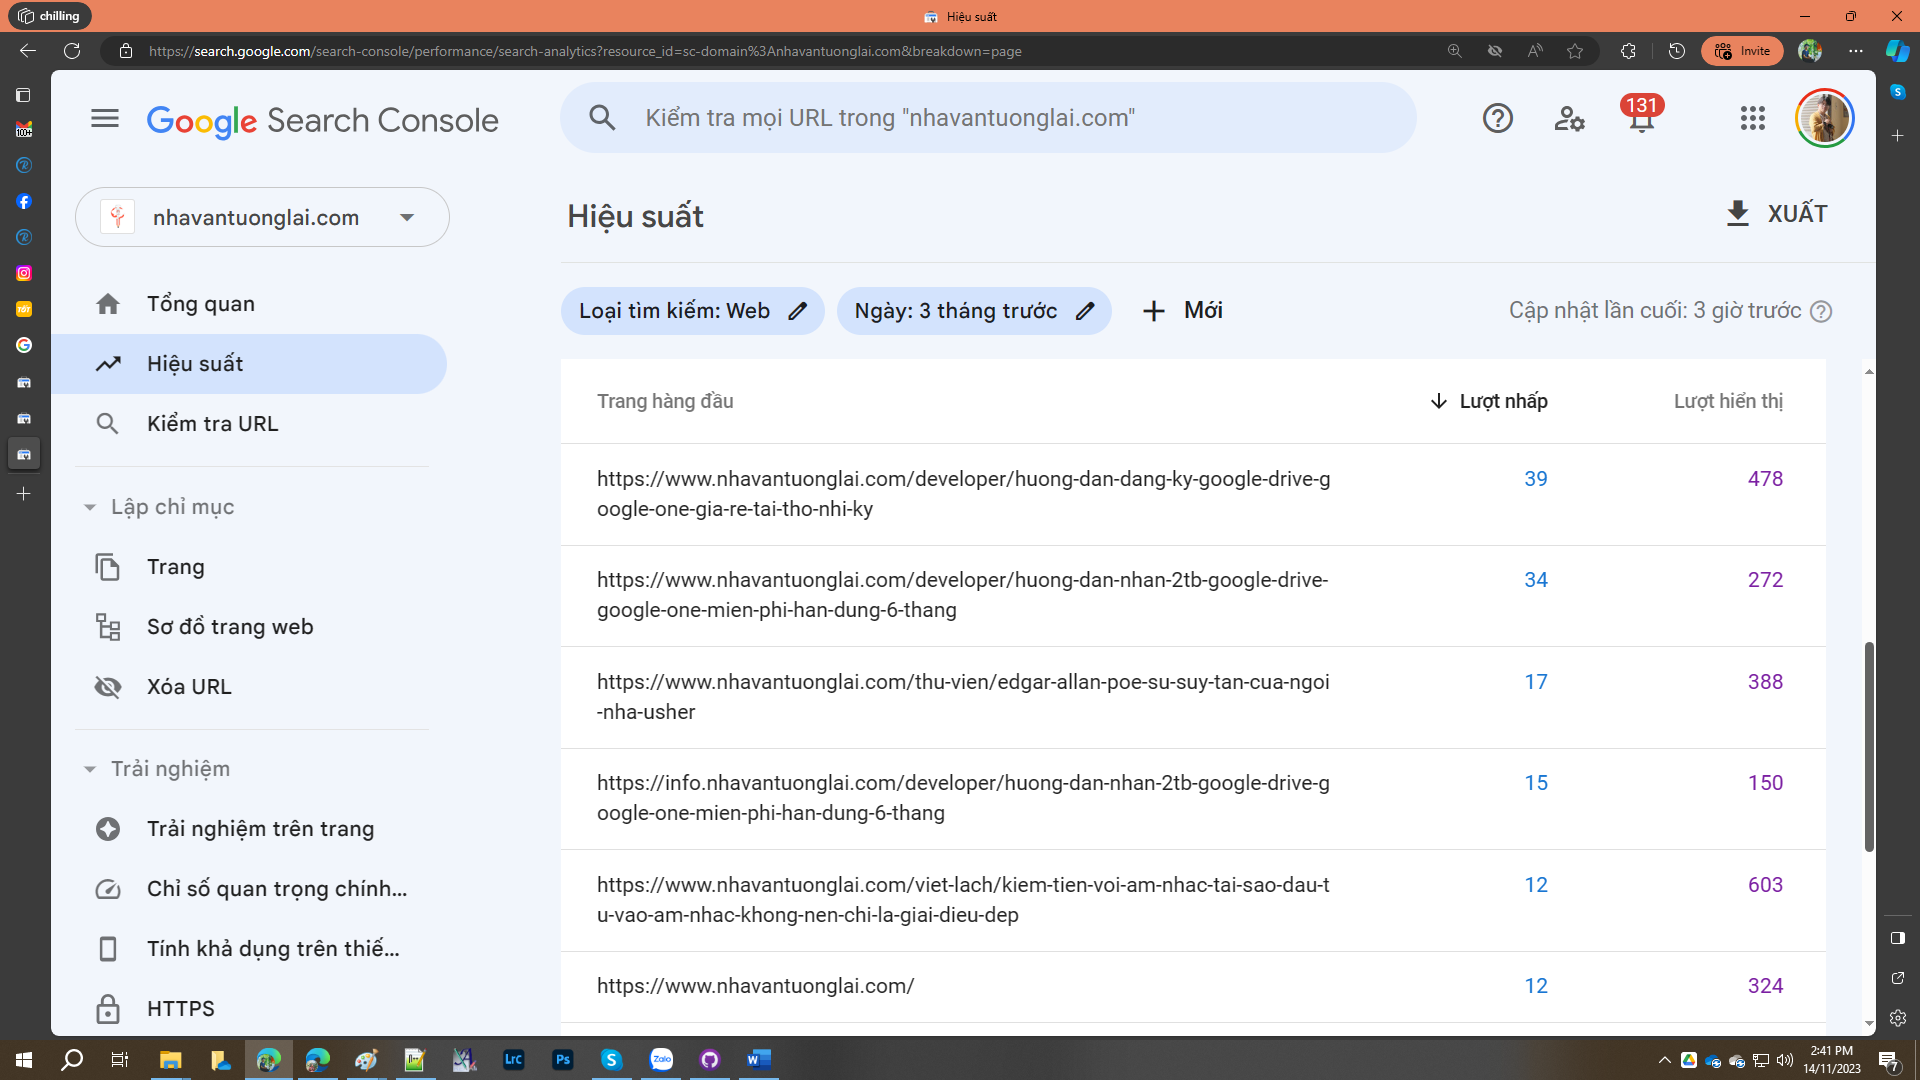 chilling
Hiệu suất
https://search.google.com/search-console/performance/search-analytics?resource_id=sc-domain%3Anhavantuonglai.com&breakdown=page
Invite
Google Search Console
Kiểm tra mọi URL trong "nhavantuonglai.com"
131
nhavantuonglai.com
Hiệu suất
XUẤT
Tổng quan
Hiệu suất
Kiểm tra URL
Lập chỉ mục
Trang
Sơ đồ trang web
Xóa URL
Trải nghiệm
Trải nghiệm trên trang
Chỉ số quan trọng chính...
Tính khả dụng trên thiế...
HTTPS
Loại tìm kiếm: Web
Ngày: 3 tháng trước
Mới
Cập nhật lần cuối: 3 giờ trước
Trang hàng đầu
Lượt nhấp
Lượt hiển thị
https://www.nhavantuonglai.com/developer/huong-dan-dang-ky-google-drive-g
oogle-one-gia-re-tai-tho-nhi-ky
39
478
https://www.nhavantuonglai.com/developer/huong-dan-nhan-2tb-google-drive-
google-one-mien-phi-han-dung-6-thang
34
272
https://www.nhavantuonglai.com/thu-vien/edgar-allan-poe-su-suy-tan-cua-ngoi
-nha-usher
17
388
https://info.nhavantuonglai.com/developer/huong-dan-nhan-2tb-google-drive-g
oogle-one-mien-phi-han-dung-6-thang
15
150
https://www.nhavantuonglai.com/viet-lach/kiem-tien-voi-am-nhac-tai-sao-dau-t
u-vao-am-nhac-khong-nen-chi-la-giai-dieu-dep
12
603
https://www.nhavantuonglai.com/
12
324
LrC
Ps
Zalo
2:41 PM
14/11/2023
7